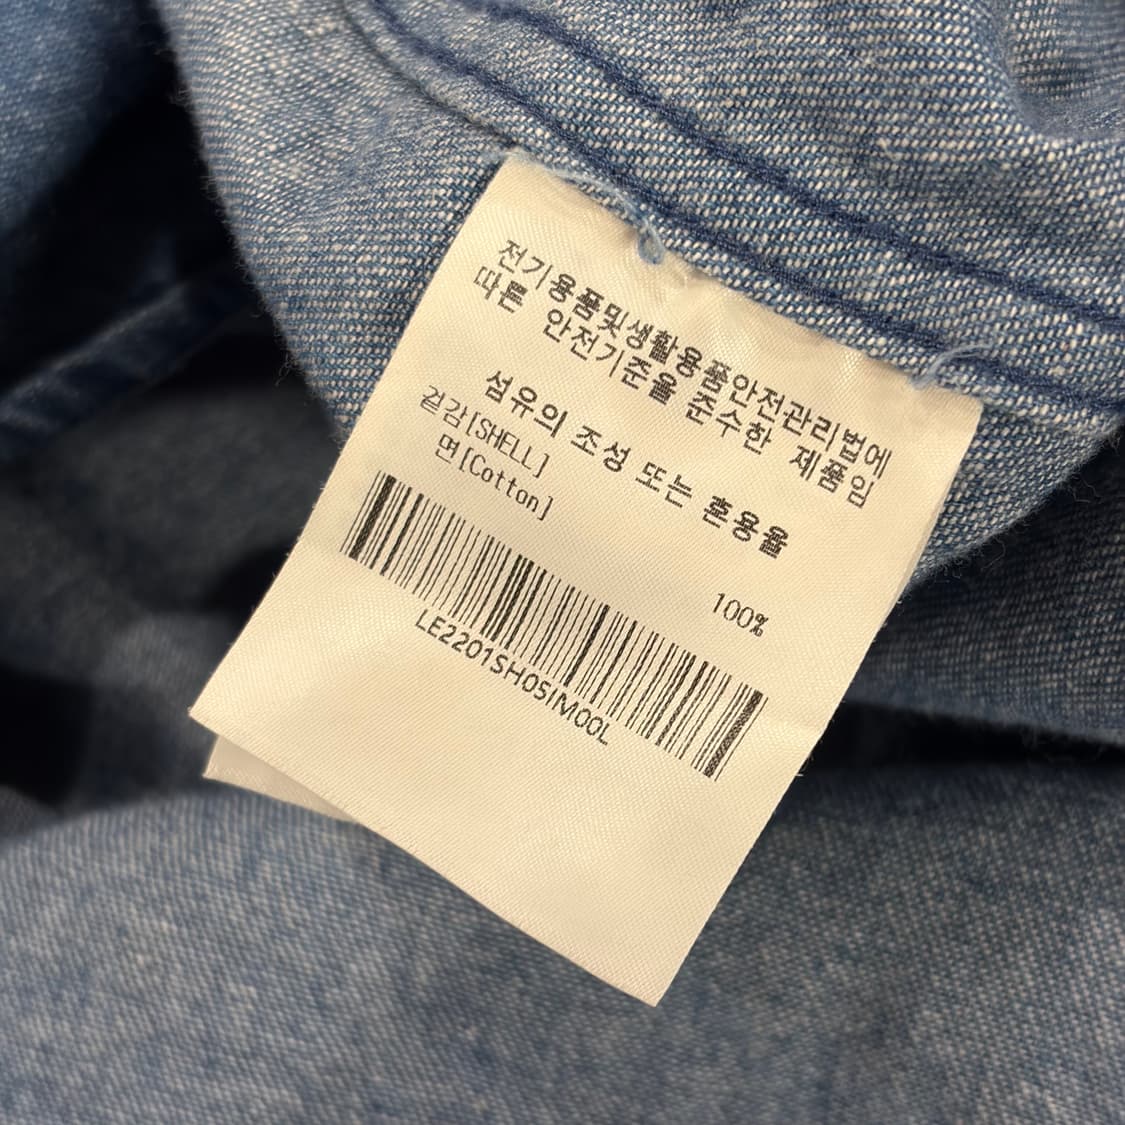 전기용품및생활용품안전관리법에
따른 안전기준을 준수한 제품임
섬유의 조성 또는 혼용율
겉감[SHELL]
면[Cotton] 100%
LE2201SH05IM00L